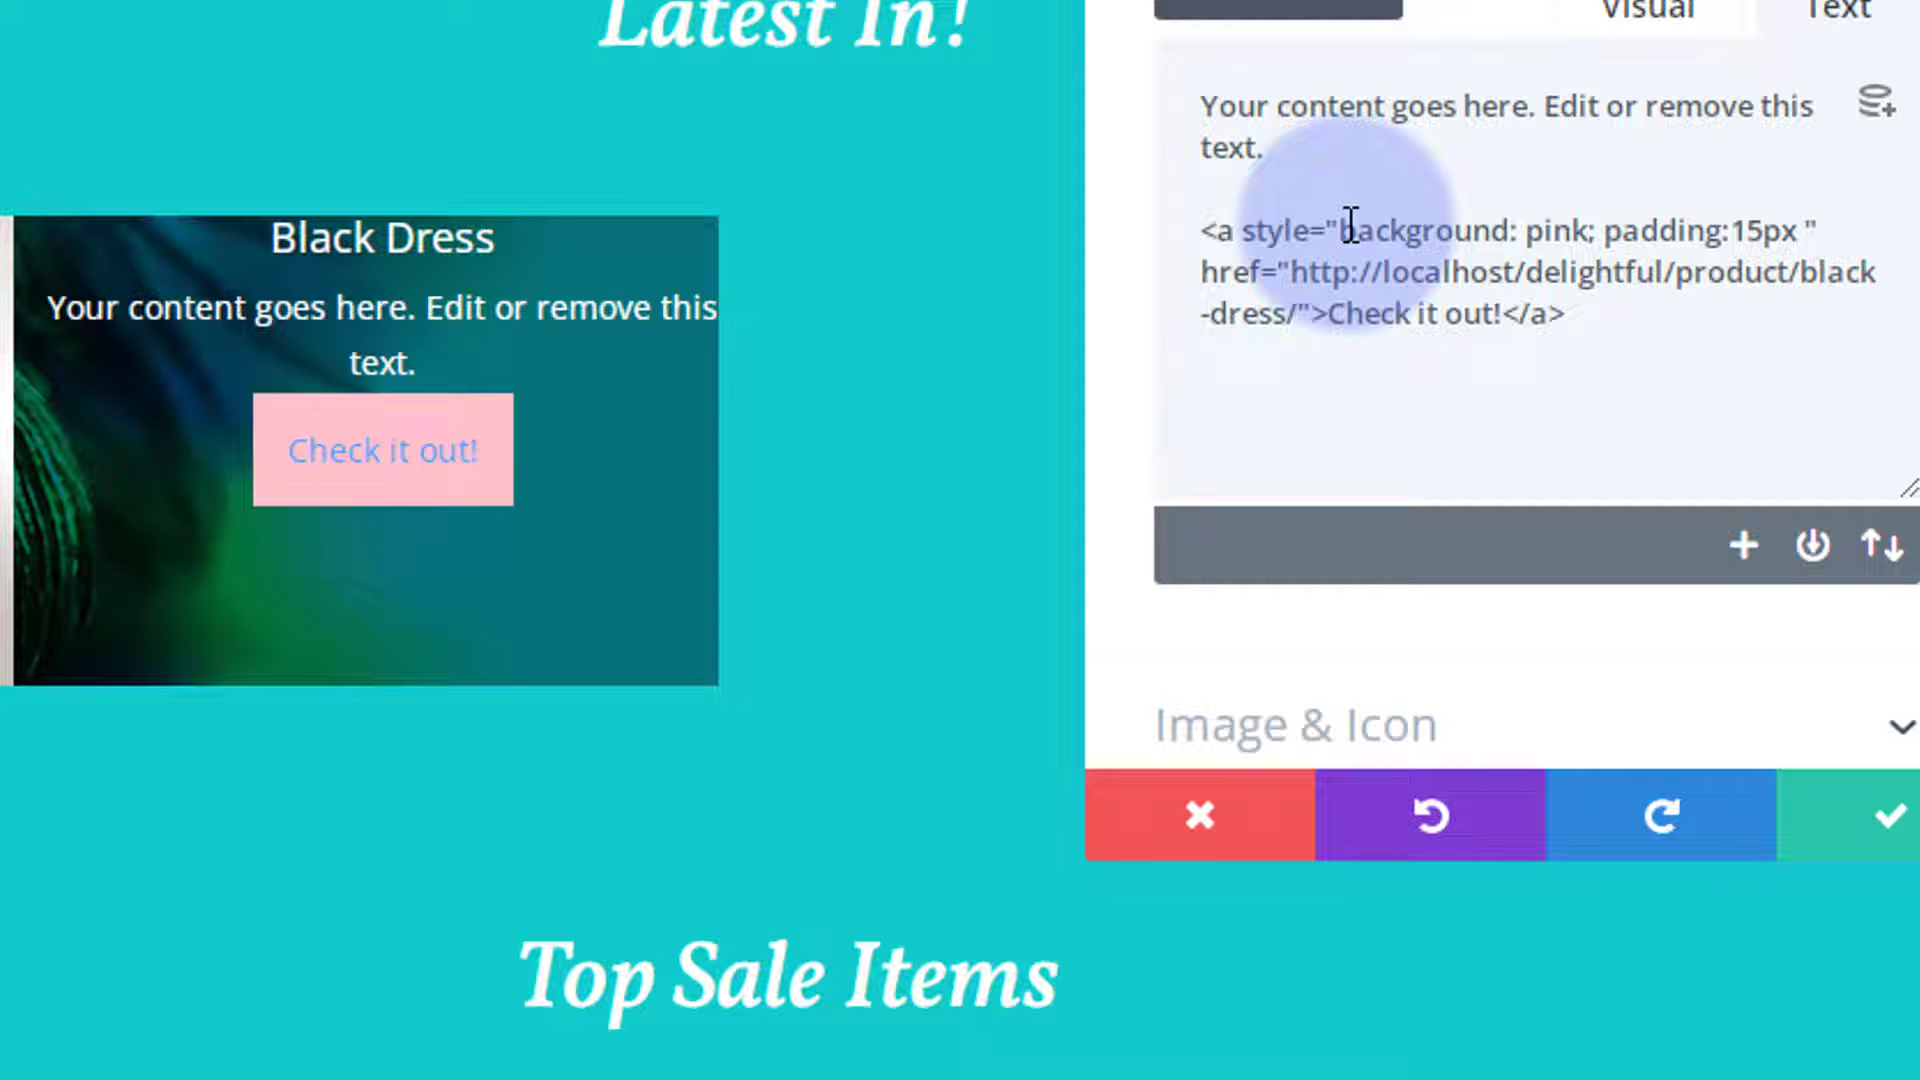 Latest In!
Visual
Text
Your content goes here. Edit or remove this
text.
<a style="background: pink; padding:15px "
href="http://localhost/delightful/product/black
-dress/">Check it out!</a>
Black Dress
Your content goes here. Edit or remove this
text.
Check it out!
Image & Icon
Top Sale Items